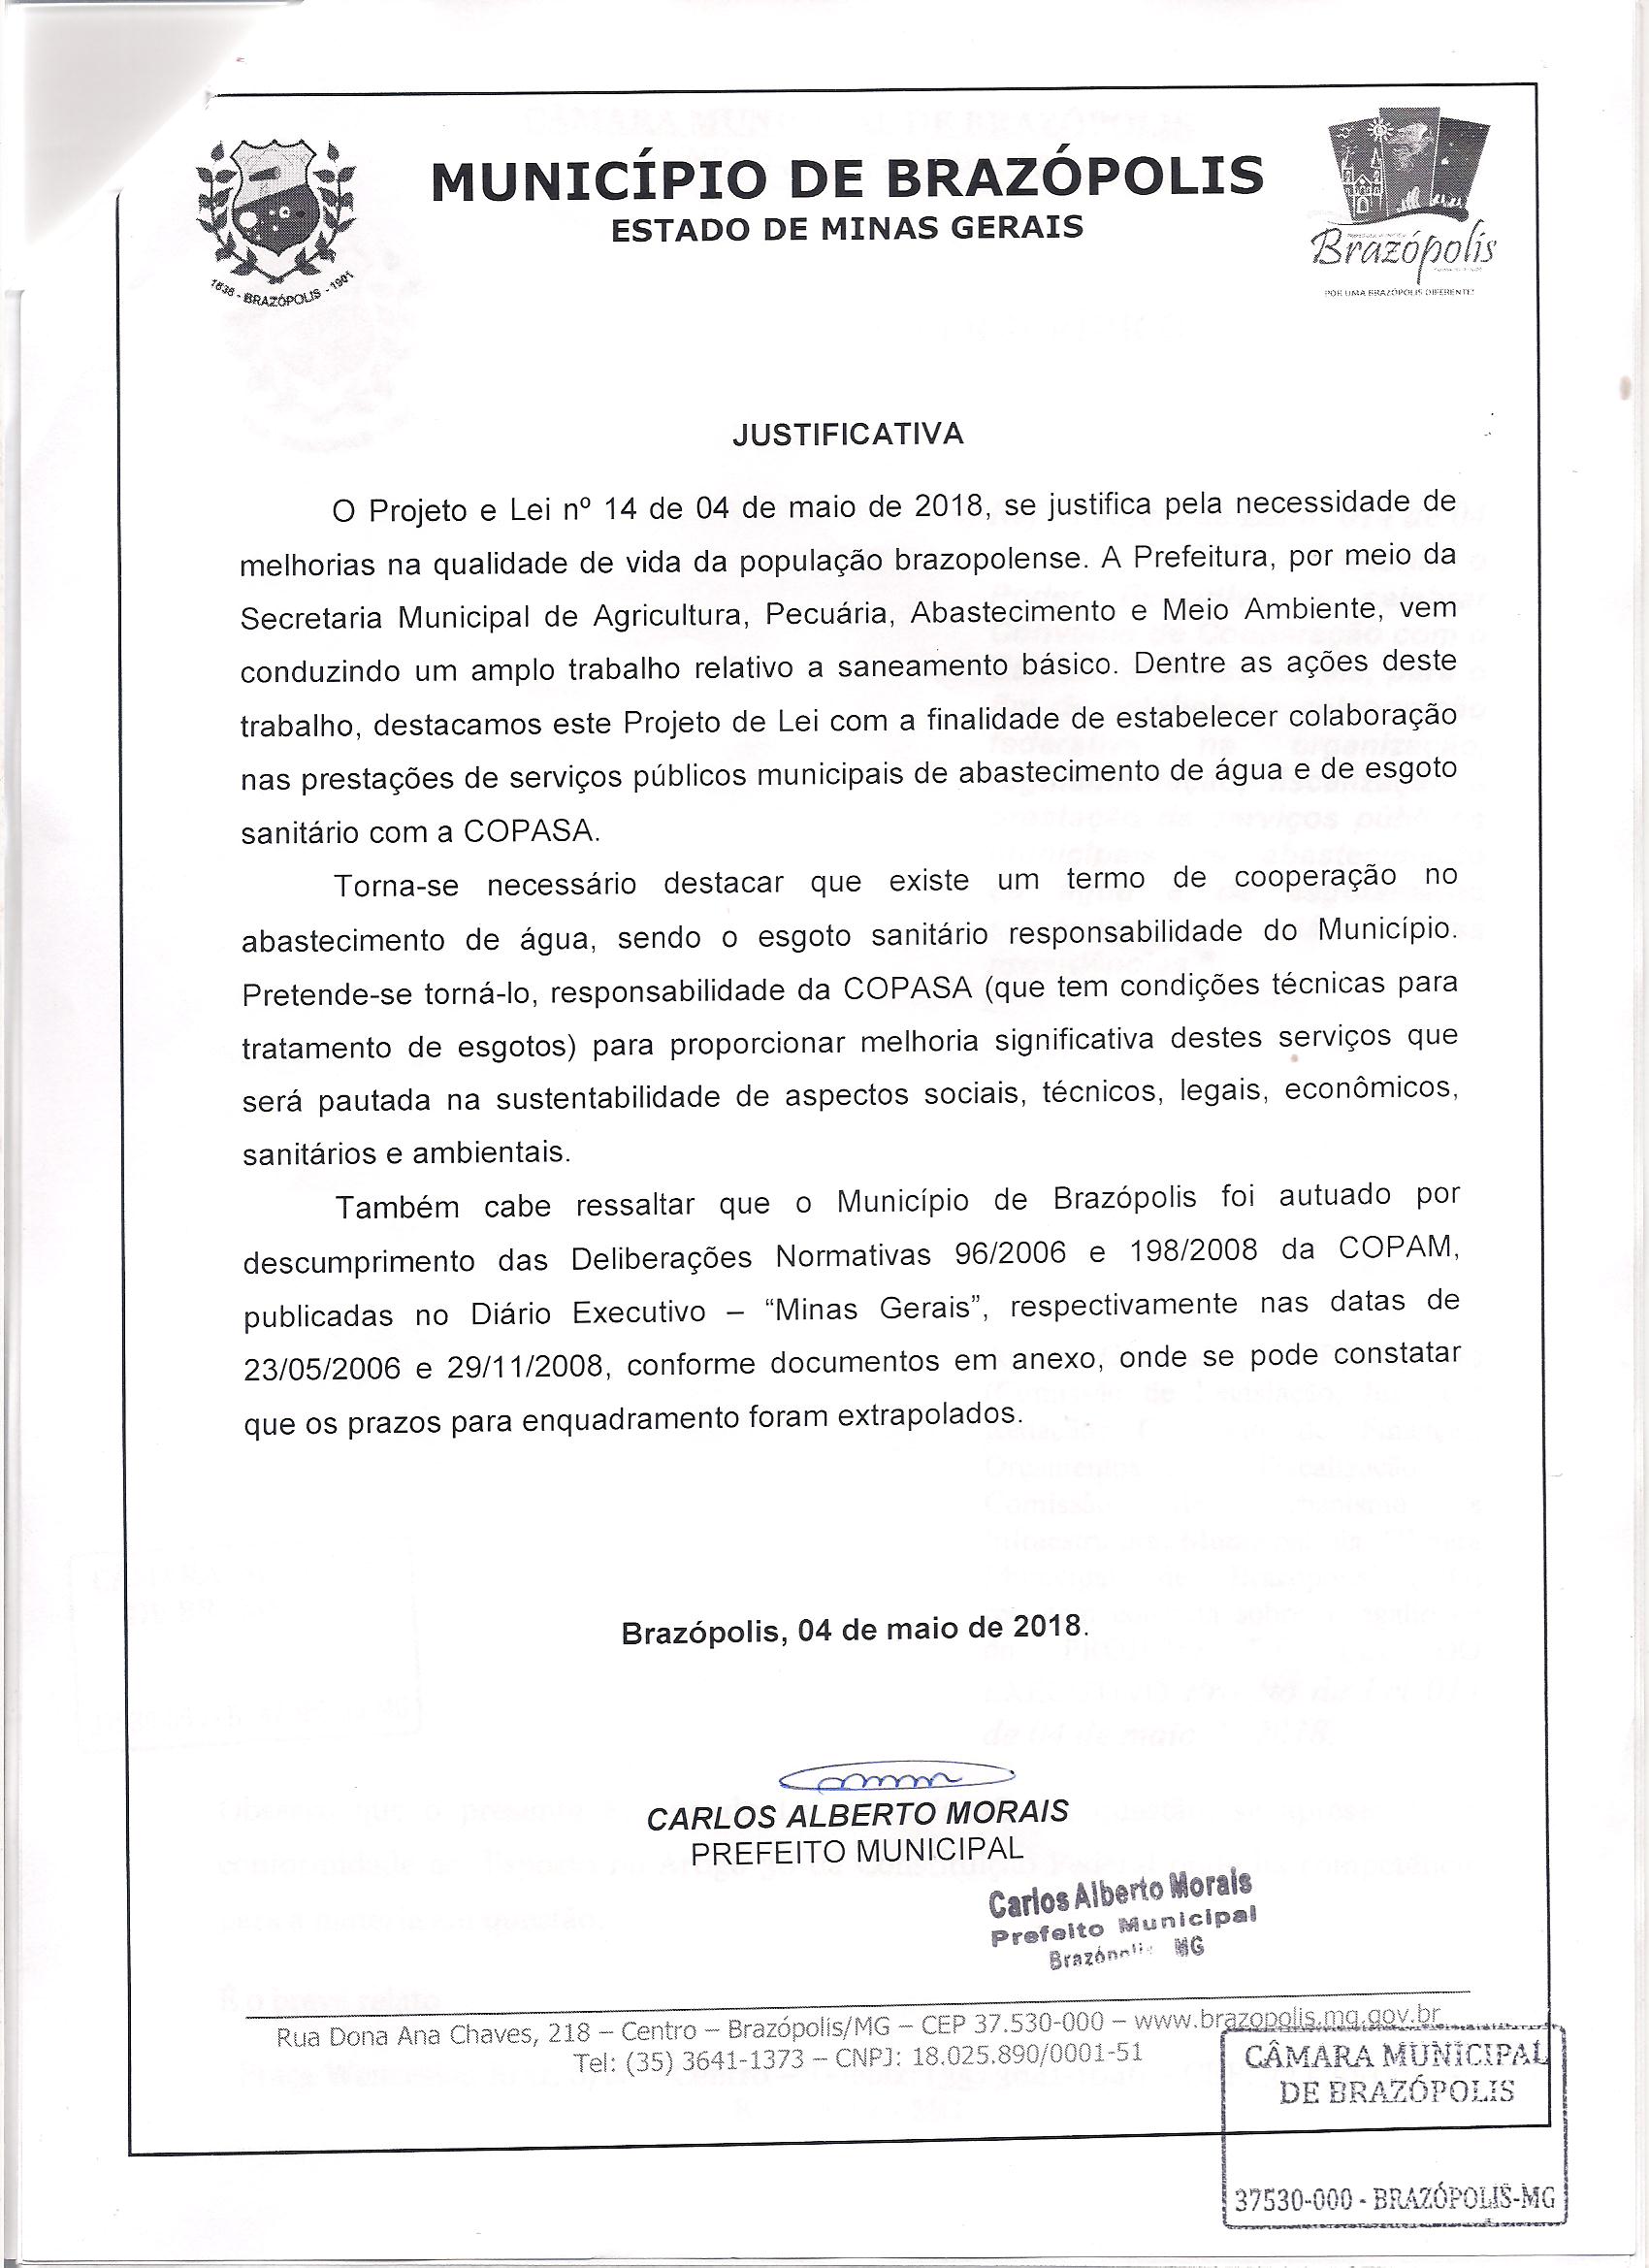 MUNICÍPIO DE BRAZÓPOLIS
ESTADO DE MINAS GERAIS
1838 - BRAZÓPOLIS - 1901
Brazópolis
POR UMA BRAZÓPOLIS DIFERENTE!
JUSTIFICATIVA
O Projeto e Lei nº 14 de 04 de maio de 2018, se justifica pela necessidade de
melhorias na qualidade de vida da população brazopolense. A Prefeitura, por meio da
Secretaria Municipal de Agricultura, Pecuária, Abastecimento e Meio Ambiente, vem
conduzindo um amplo trabalho relativo a saneamento básico. Dentre as ações deste
trabalho, destacamos este Projeto de Lei com a finalidade de estabelecer colaboração
nas prestações de serviços públicos municipais de abastecimento de água e de esgoto
sanitário com a COPASA.
Torna-se necessário destacar que existe um termo de cooperação no
abastecimento de água, sendo o esgoto sanitário responsabilidade do Município.
Pretende-se torná-lo, responsabilidade da COPASA (que tem condições técnicas para
tratamento de esgotos) para proporcionar melhoria significativa destes serviços que
será pautada na sustentabilidade de aspectos sociais, técnicos, legais, econômicos,
sanitários e ambientais.
Também cabe ressaltar que o Município de Brazópolis foi autuado por
descumprimento das Deliberações Normativas 96/2006 e 198/2008 da COPAM,
publicadas no Diário Executivo – “Minas Gerais”, respectivamente nas datas de
23/05/2006 e 29/11/2008, conforme documentos em anexo, onde se pode constatar
que os prazos para enquadramento foram extrapolados.
Brazópolis, 04 de maio de 2018.
CARLOS ALBERTO MORAIS
PREFEITO MUNICIPAL
Carlos Alberto Morais
Prefeito Municipal
Brazópolis MG
Rua Dona Ana Chaves, 218 – Centro – Brazópolis/MG – CEP 37.530-000 – www.brazopolis.mg.gov.br
Tel: (35) 3641-1373 – CNPJ: 18.025.890/0001-51
CÂMARA MUNICIPAL
DE BRAZÓPOLIS
37530-000 - BRAZÓPOLIS-MG